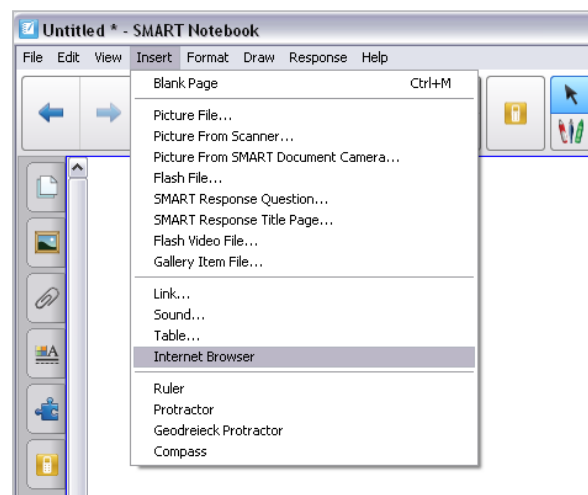 Untitled * - SMART Notebook
File Edit View Insert Format Draw Response Help
Blank Page Ctrl+M
Picture File...
Picture From Scanner...
Picture From SMART Document Camera...
Flash File...
SMART Response Question...
SMART Response Title Page...
Flash Video File...
Gallery Item File...
Link...
Sound...
Table...
Internet Browser
Ruler
Protractor
Geodreieck Protractor
Compass